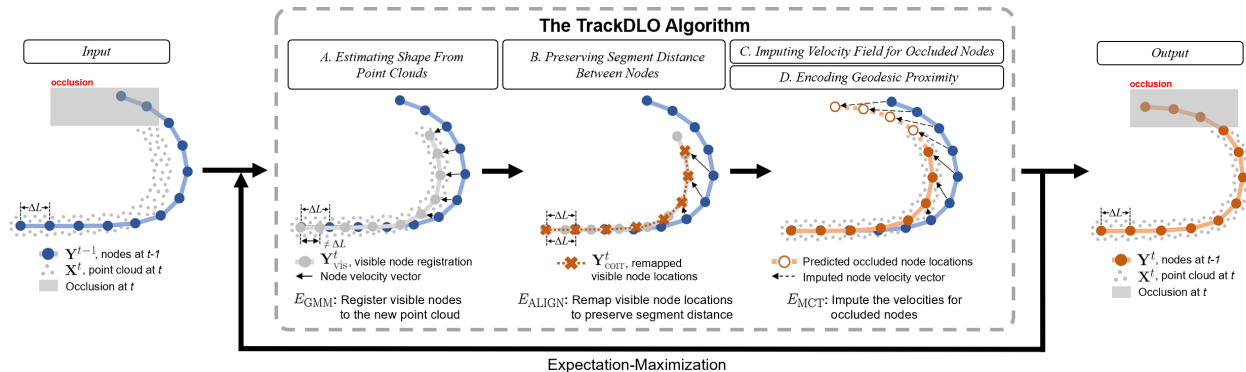 The TrackDLO Algorithm
Input
occlusion
ΔL
Y^{t−1}, nodes at t-1
X^t, point cloud at t
Occlusion at t
A. Estimating Shape From
Point Clouds
ΔL
≠ ΔL
Y^t_vis, visible node registration
Node velocity vector
E_GMM: Register visible nodes
to the new point cloud
B. Preserving Segment Distance
Between Nodes
ΔL
ΔL
Y^t_corr, remapped
visible node locations
E_ALIGN: Remap visible node locations
to preserve segment distance
C. Imputing Velocity Field for Occluded Nodes
D. Encoding Geodesic Proximity
Predicted occluded node locations
Imputed node velocity vector
E_MCT: Impute the velocities for
occluded nodes
Output
occlusion
ΔL
Y^t, nodes at t-1
X^t, point cloud at t
Occlusion at t
Expectation-Maximization